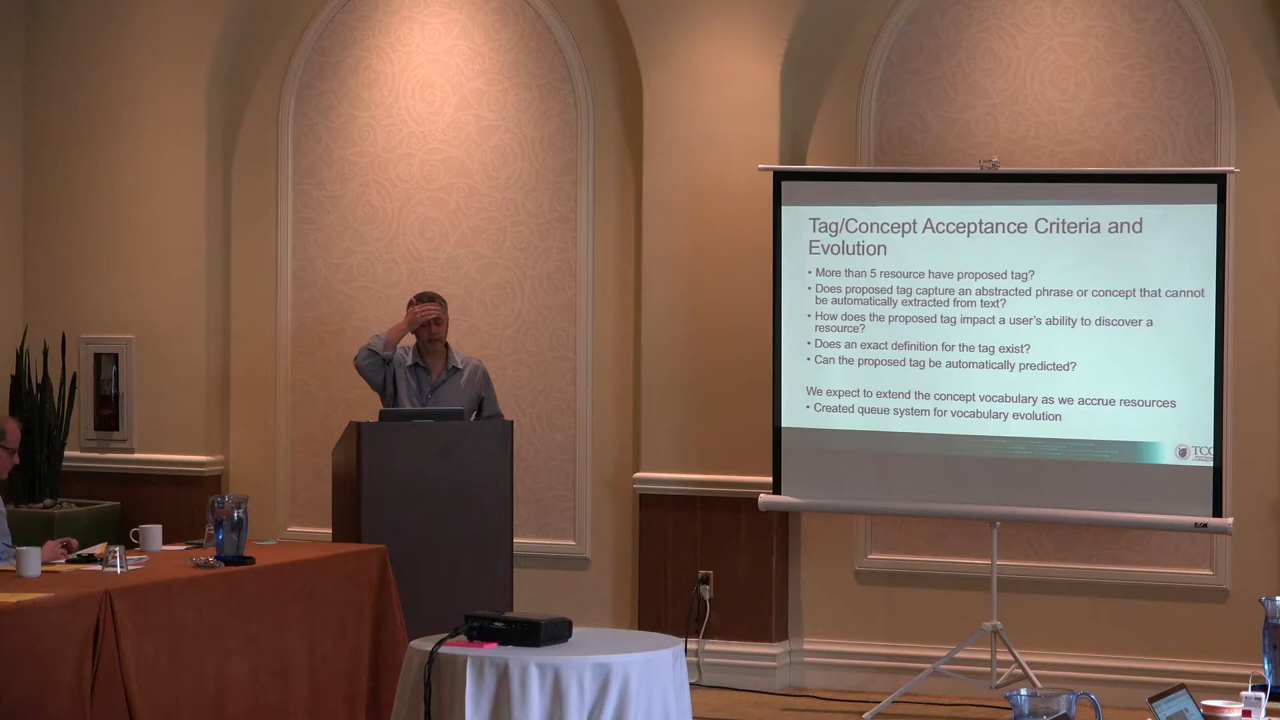 Tag/Concept Acceptance Criteria and
Evolution
• More than 5 resource have proposed tag?
• Does proposed tag capture an abstracted phrase or concept that cannot
be automatically extracted from text?
• How does the proposed tag impact a user's ability to discover a
resource?
• Does an exact definition for the tag exist?
• Can the proposed tag be automatically predicted?
We expect to extend the concept vocabulary as we accrue resources
• Created queue system for vocabulary evolution